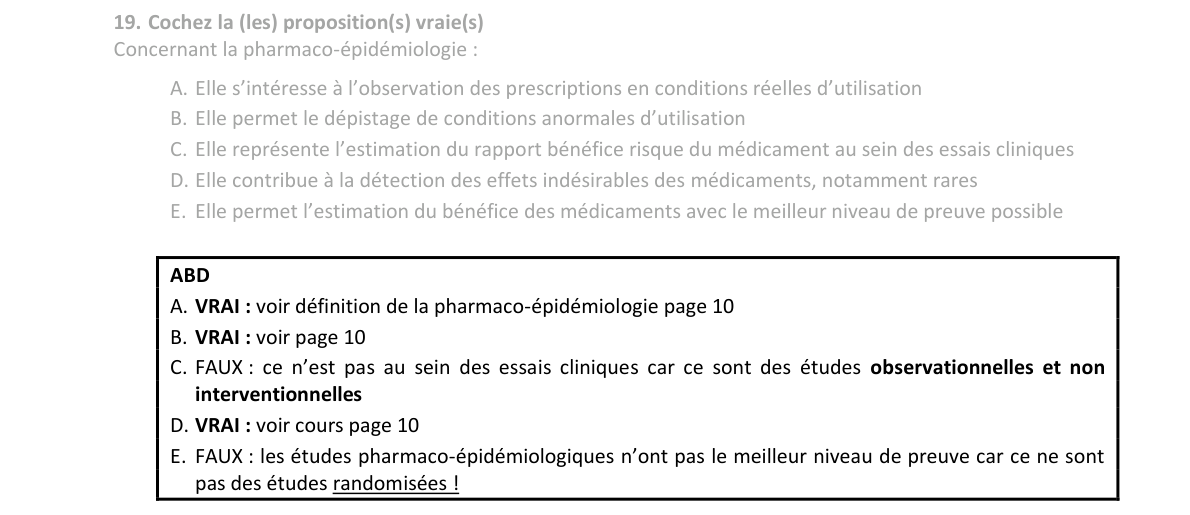 19. Cochez la (les) proposition(s) vraie(s)
Concernant la pharmaco-épidémiologie :
A. Elle s’intéresse à l’observation des prescriptions en conditions réelles d’utilisation
B. Elle permet le dépistage de conditions anormales d’utilisation
C. Elle représente l’estimation du rapport bénéfice risque du médicament au sein des essais cliniques
D. Elle contribue à la détection des effets indésirables des médicaments, notamment rares
E. Elle permet l’estimation du bénéfice des médicaments avec le meilleur niveau de preuve possible
ABD
A. VRAI : voir définition de la pharmaco-épidémiologie page 10
B. VRAI : voir page 10
C. FAUX : ce n’est pas au sein des essais cliniques car ce sont des études observationnelles et non
interventionnelles
D. VRAI : voir cours page 10
E. FAUX : les études pharmaco-épidémiologiques n’ont pas le meilleur niveau de preuve car ce ne sont
pas des études randomisées !